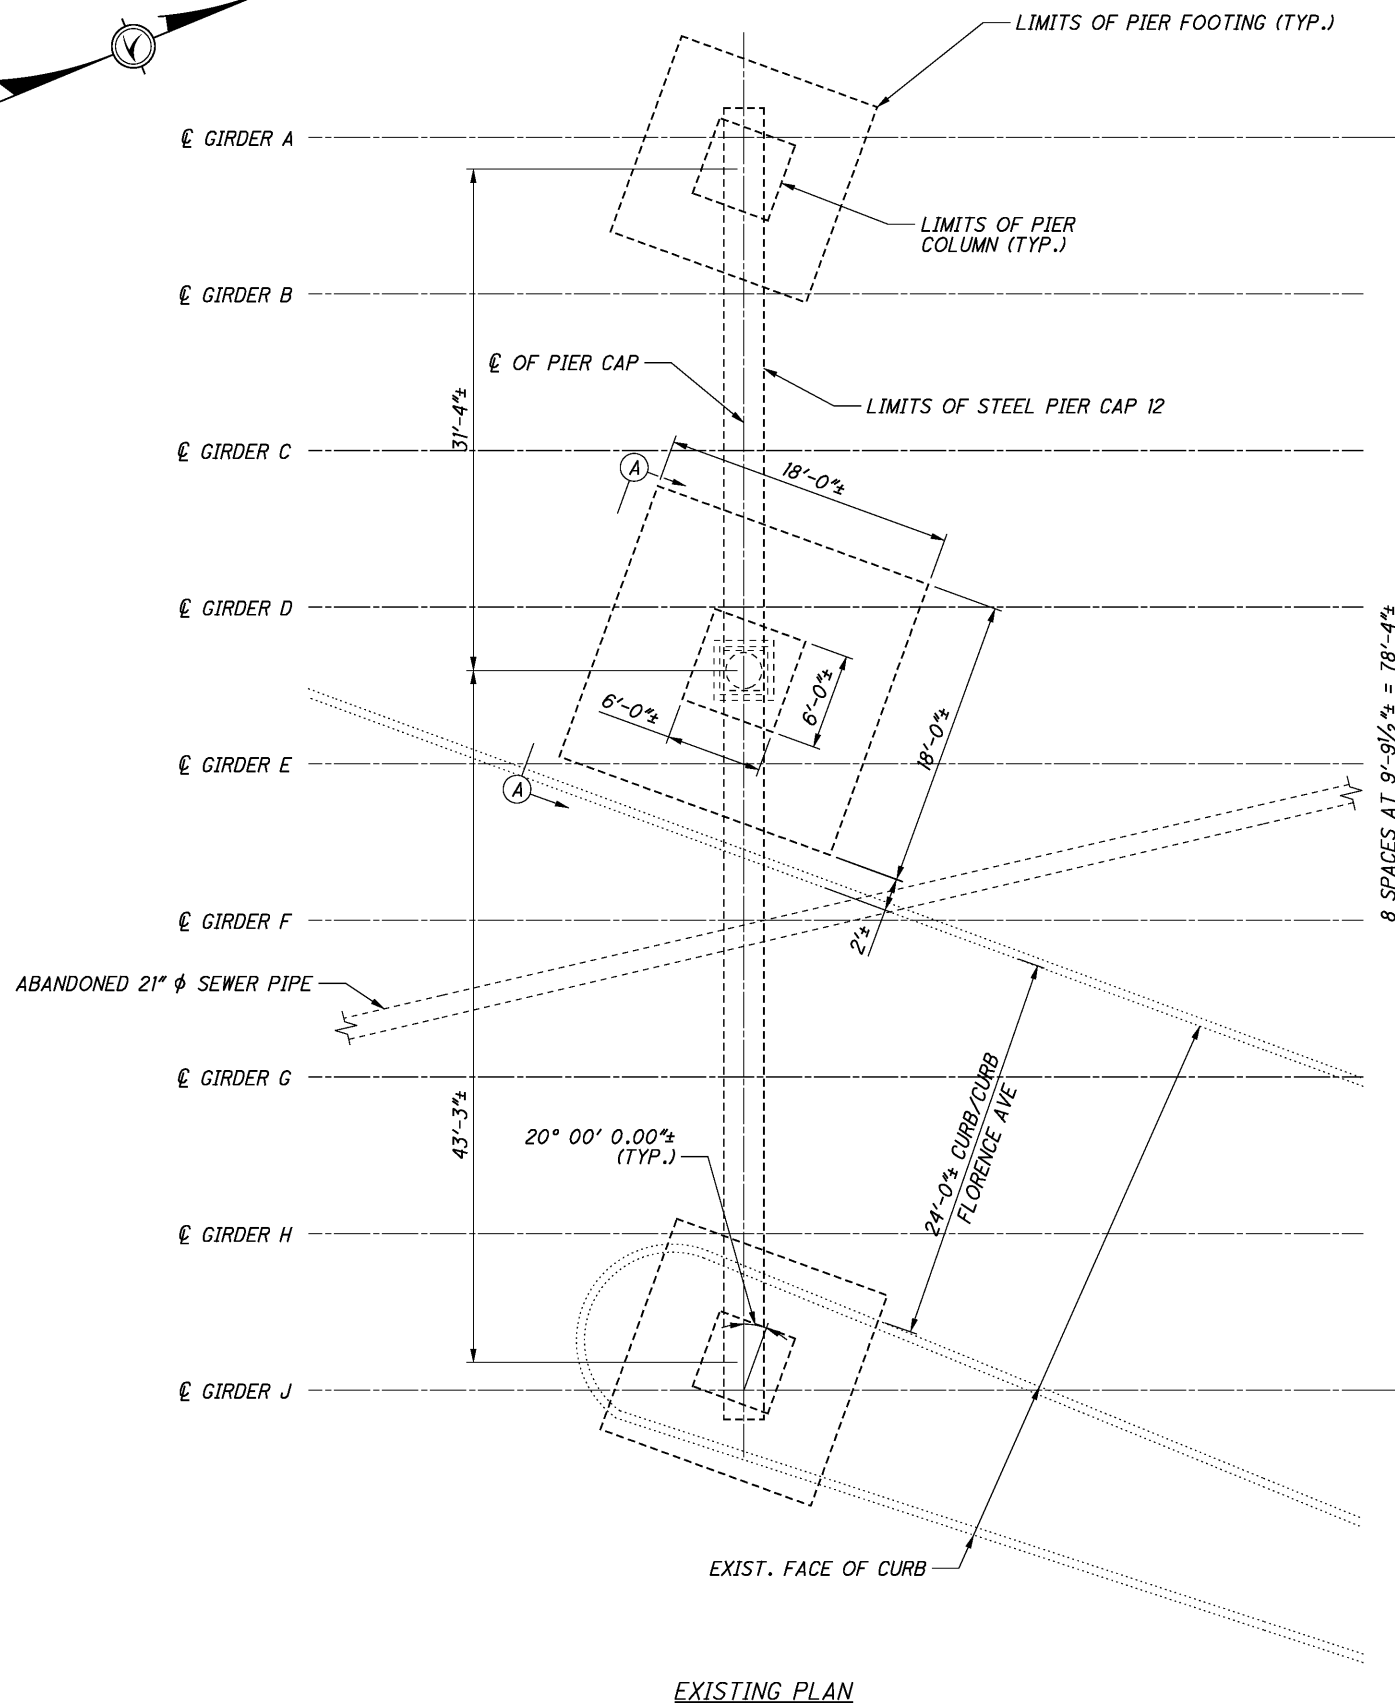 LIMITS OF PIER FOOTING (TYP.)
℄ GIRDER A
LIMITS OF PIER
COLUMN (TYP.)
℄ GIRDER B
℄ OF PIER CAP
31'-4"±
LIMITS OF STEEL PIER CAP 12
℄ GIRDER C
A
18'-0"±
℄ GIRDER D
8 SPACES AT 9'-9½"± = 78'-4"±
6'-0"±
6'-0"±
18'-0"±
℄ GIRDER E
A
℄ GIRDER F
2'±
ABANDONED 21" ϕ SEWER PIPE
℄ GIRDER G
43'-3"±
20° 00' 0.00"±
(TYP.)
24'-0"± CURB/CURB
FLORENCE AVE
℄ GIRDER H
℄ GIRDER J
EXIST. FACE OF CURB
EXISTING PLAN